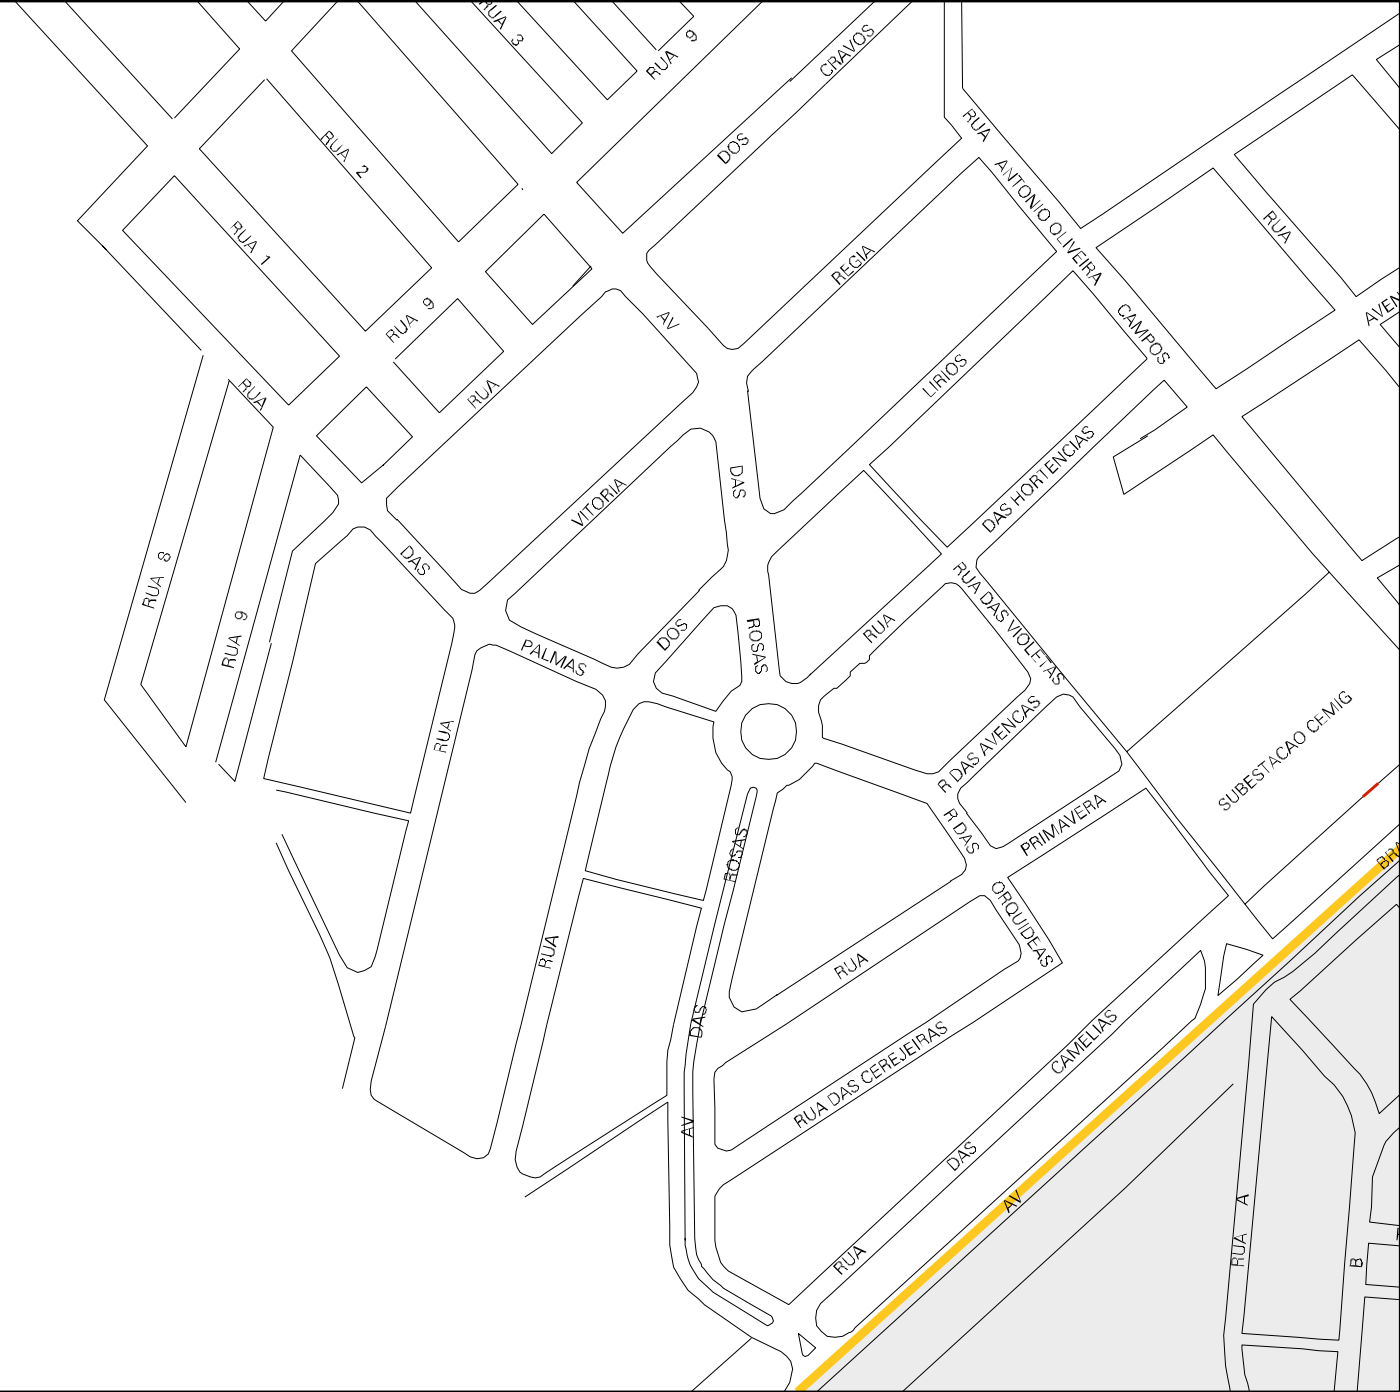 RUA 3
RUA 9
CRAVOS
DOS
RUA
RUA 2
ANTONIO OLIVEIRA
CAMPOS
RUA 1
REGIA
RUA
RUA 9
AV
LIRIOS
RUA
RUA
DAS
VITORIA
DAS HORTENCIAS
DAS
RUA 8
RUA 9
PALMAS
DOS
ROSAS
RUA
RUA DAS VIOLETAS
RUA
R DAS AVENCAS
SUBESTACAO CEMIG
R DAS
ORQUIDEAS
PRIMAVERA
ROSAS
RUA
RUA
DAS
RUA DAS CEREJEIRAS
CAMELIAS
AV
DAS
RUA
AV
RUA A
B